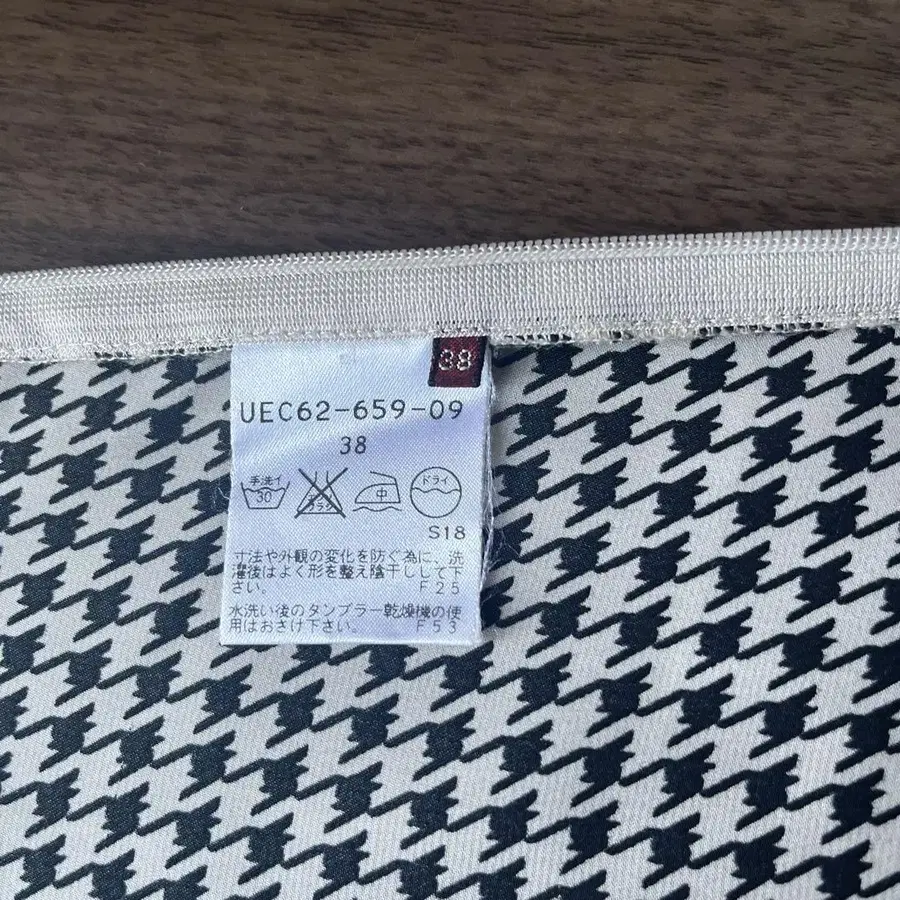 38
UEC62-659-09
38
手洗イ
30
中
ドライ
S18
寸法や外観の変化を防ぐ為に、洗
濯後はよく形を整え陰干しして下
さい。 F25
水洗い後のタンブラー乾燥機の使
用はおさけ下さい。 F53